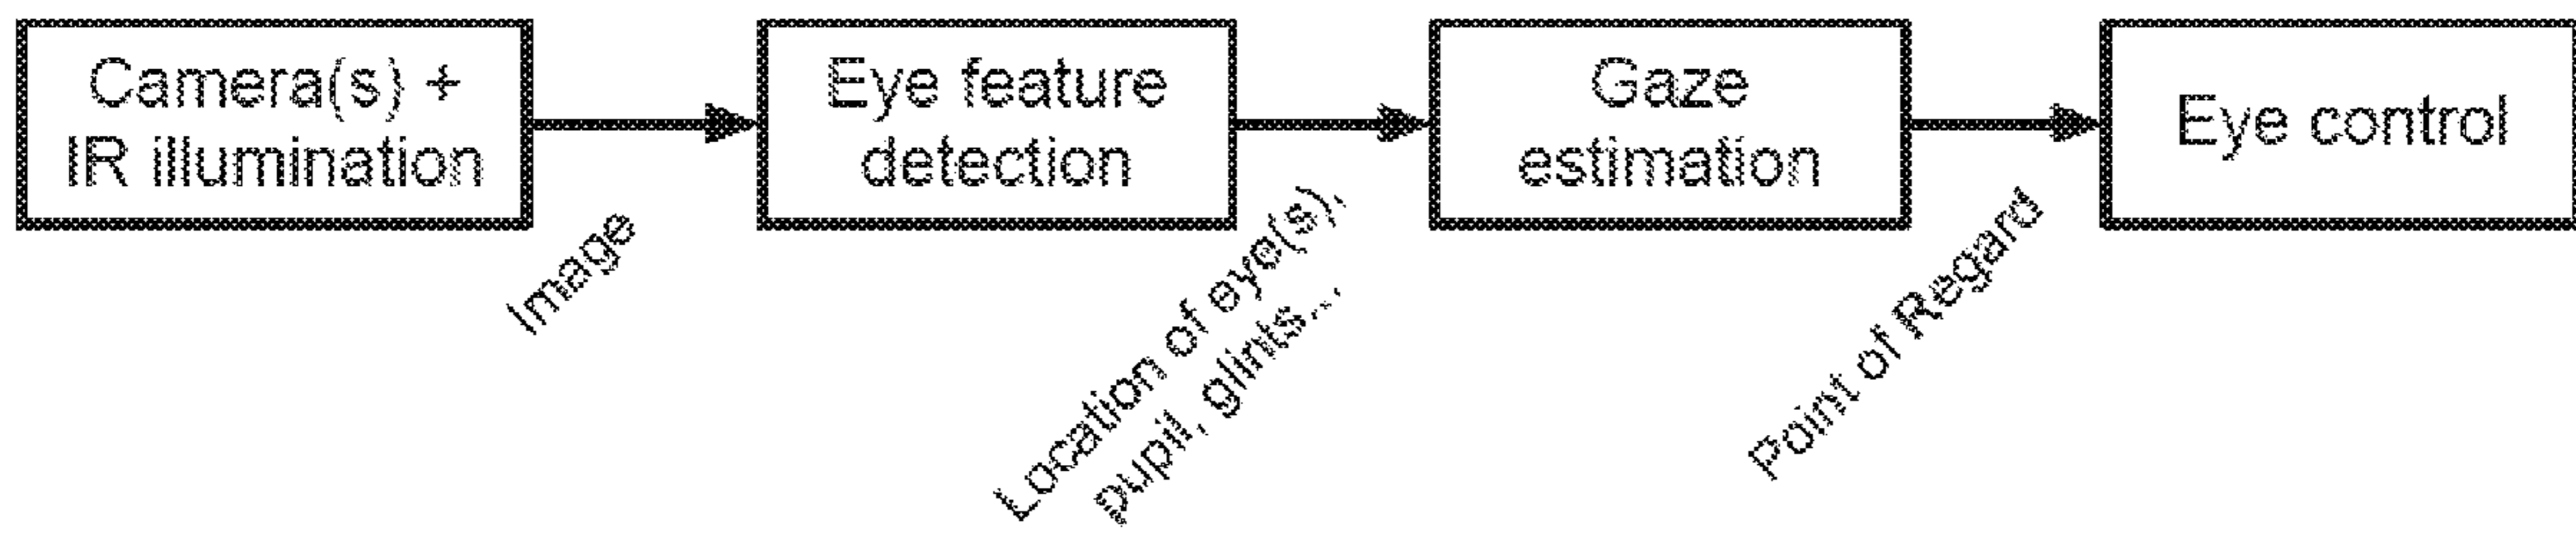 Camera(s) +
IR illumination
Image
Eye feature
detection
Location of eye(s),
pupil, glints...
Gaze
estimation
Point of Regard
Eye control